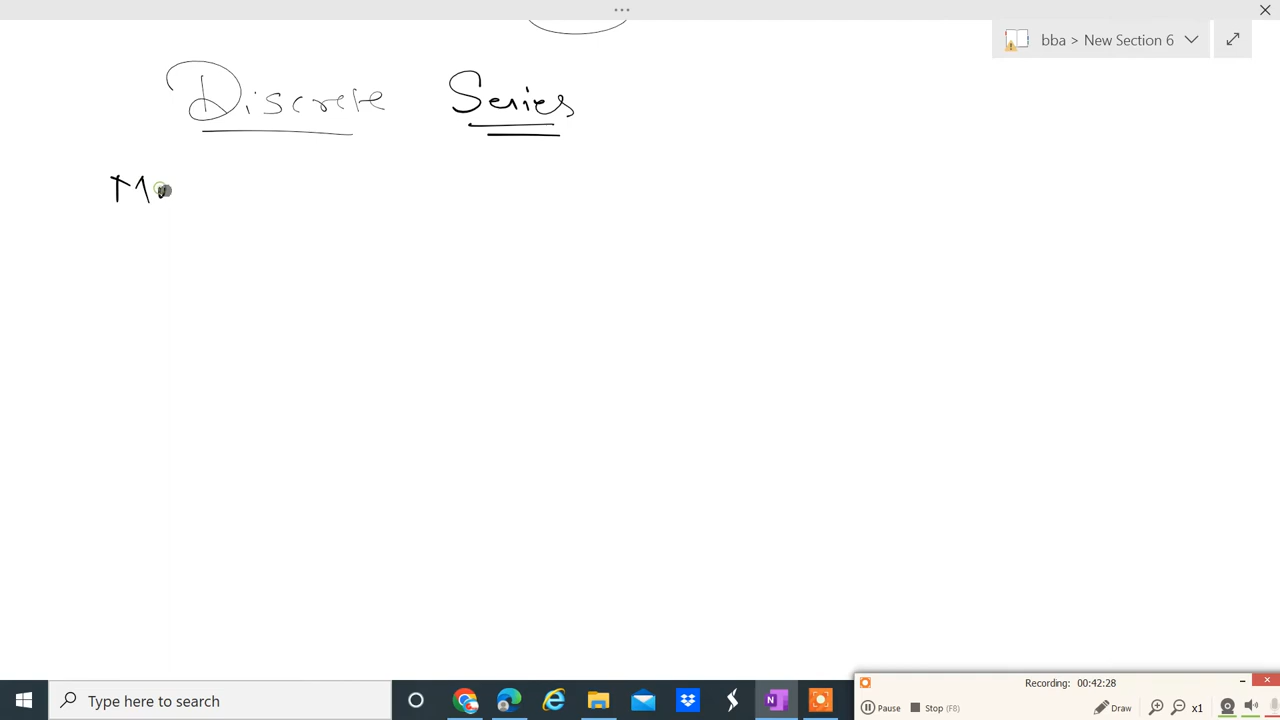 bba > New Section 6
Discrete Series
Recording: 00:42:28
Type here to search
Pause Stop (F8) Draw x1